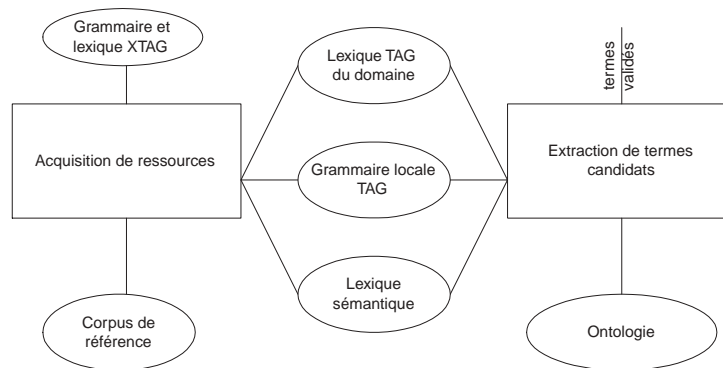 Grammaire et
lexique XTAG
Acquisition de ressources
Corpus de
référence
Lexique TAG
du domaine
Grammaire locale
TAG
Lexique
sémantique
termes
validés
Extraction de termes
candidats
Ontologie